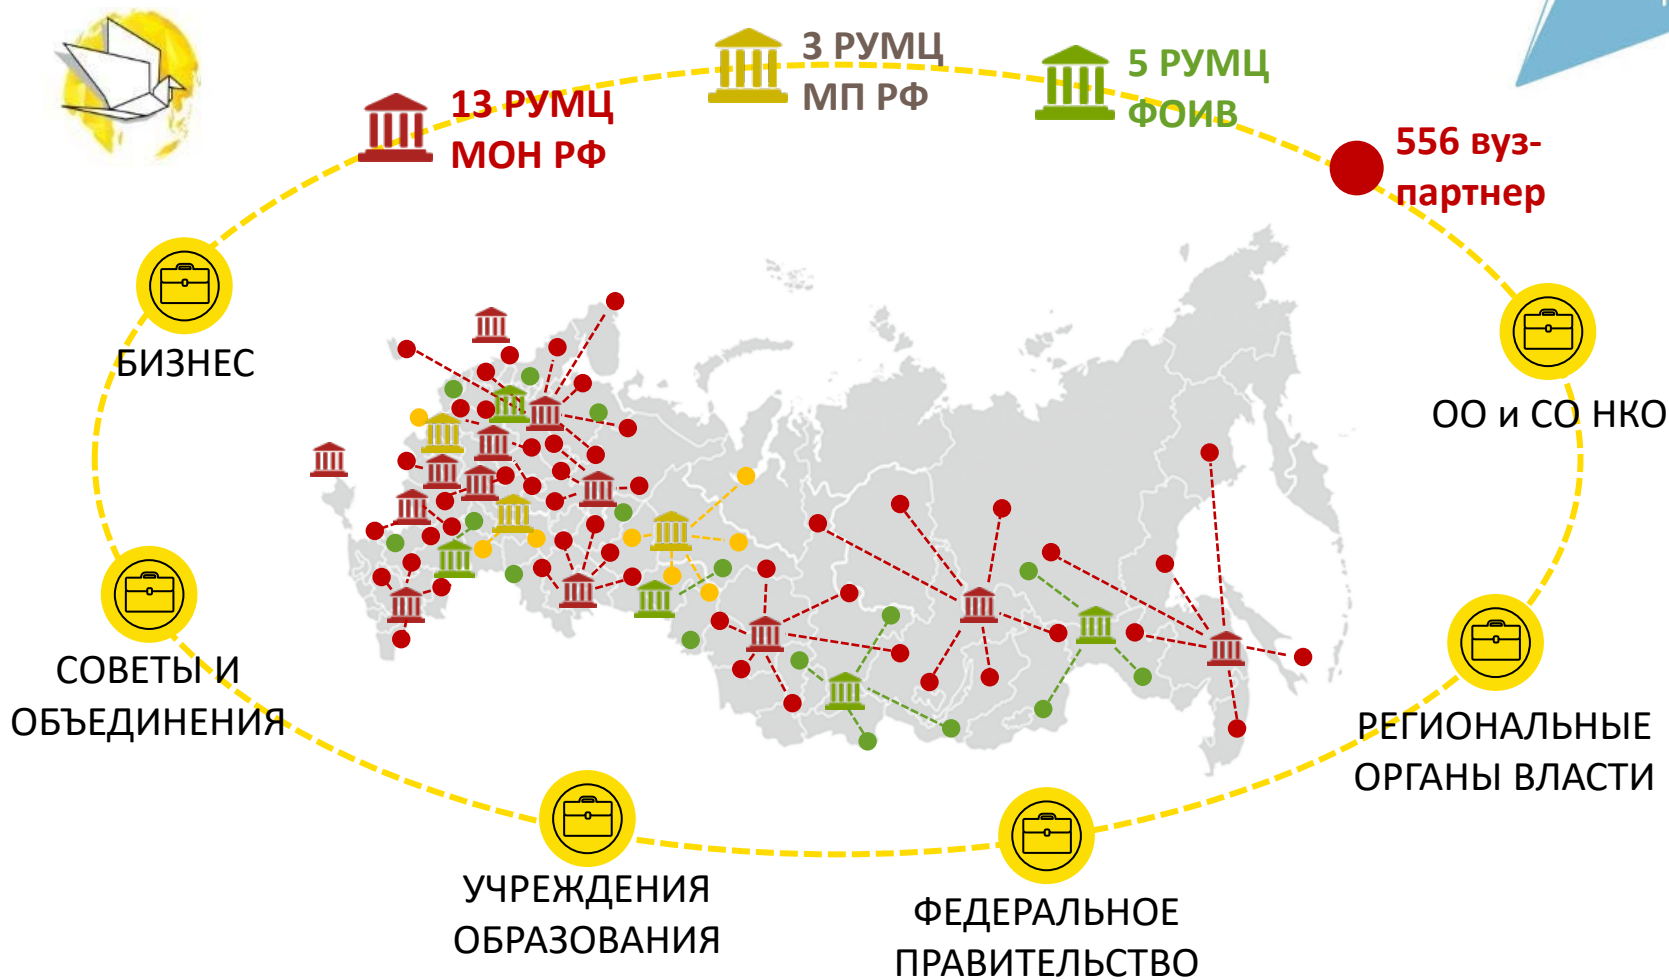 3 РУМЦ
МП РФ
5 РУМЦ
ФОИВ
13 РУМЦ
МОН РФ
556 вуз-
партнер
БИЗНЕС
ОО и СО НКО
СОВЕТЫ И
ОБЪЕДИНЕНИЯ
РЕГИОНАЛЬНЫЕ
ОРГАНЫ ВЛАСТИ
УЧРЕЖДЕНИЯ
ОБРАЗОВАНИЯ
ФЕДЕРАЛЬНОЕ
ПРАВИТЕЛЬСТВО